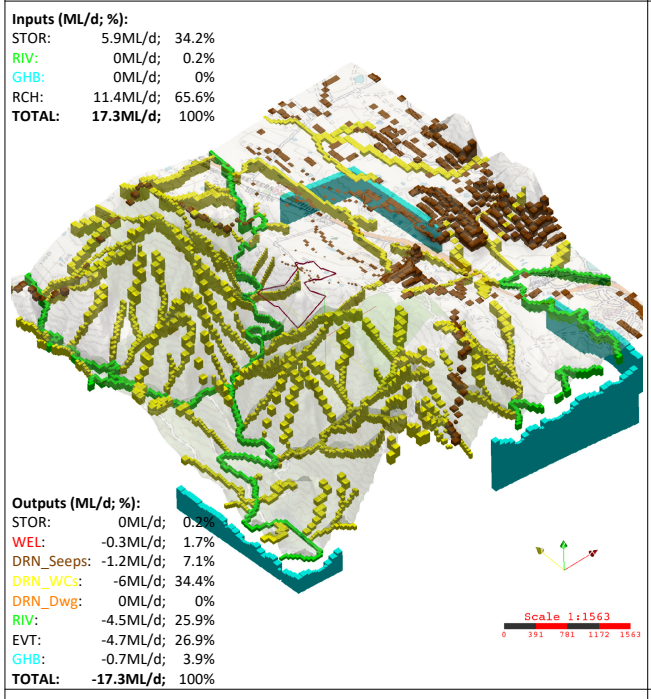 Inputs (ML/d; %):
STOR: 5.9ML/d; 34.2%
RIV: 0ML/d; 0.2%
GHB: 0ML/d; 0%
RCH: 11.4ML/d; 65.6%
TOTAL: 17.3ML/d; 100%
Outputs (ML/d; %):
STOR: 0ML/d; 0.2%
WEL: -0.3ML/d; 1.7%
DRN_Seeps: -1.2ML/d; 7.1%
DRN_WCs: -6ML/d; 34.4%
DRN_Dwg: 0ML/d; 0%
RIV: -4.5ML/d; 25.9%
EVT: -4.7ML/d; 26.9%
GHB: -0.7ML/d; 3.9%
TOTAL: -17.3ML/d; 100%
Scale 1:1563
0 391 781 1172 1563